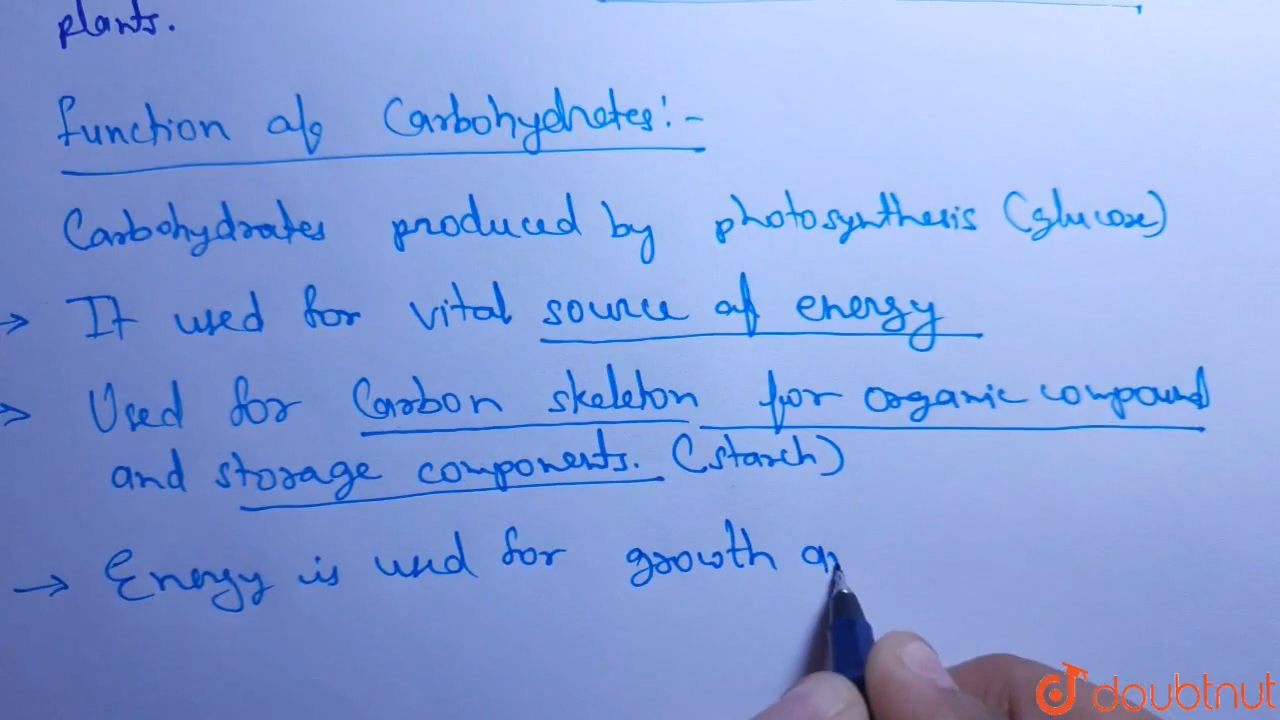 plants.
function of Carbohydrates:-
Carbohydrates produced by photosynthesis (glucose)
→ It used for vital source of energy
→ Used for Carbon skeleton for organic compound
and storage components. (starch)
→ Energy is used for growth an
doubtnut